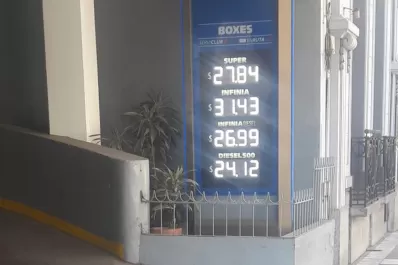 BOXES
SUPER
$27.84
INFINIA
$31.43
INFINIA
$26.99
DIESEL500
$24.12